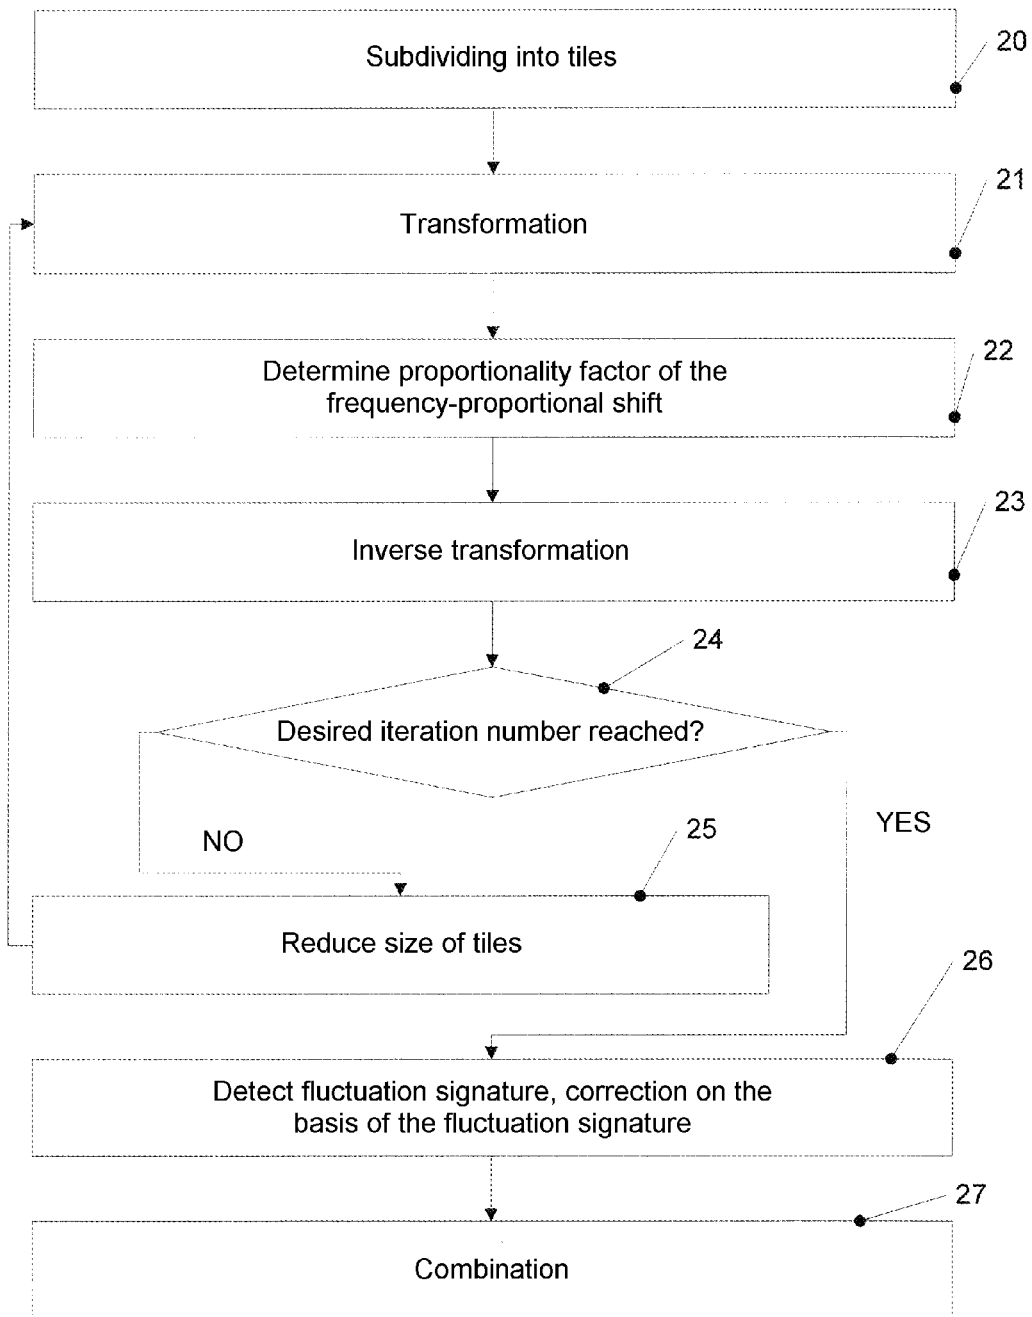 Subdividing into tiles
20
Transformation
21
Determine proportionality factor of the
frequency-proportional shift
22
Inverse transformation
23
24
Desired iteration number reached?
NO
YES
25
Reduce size of tiles
26
Detect fluctuation signature, correction on the
basis of the fluctuation signature
27
Combination